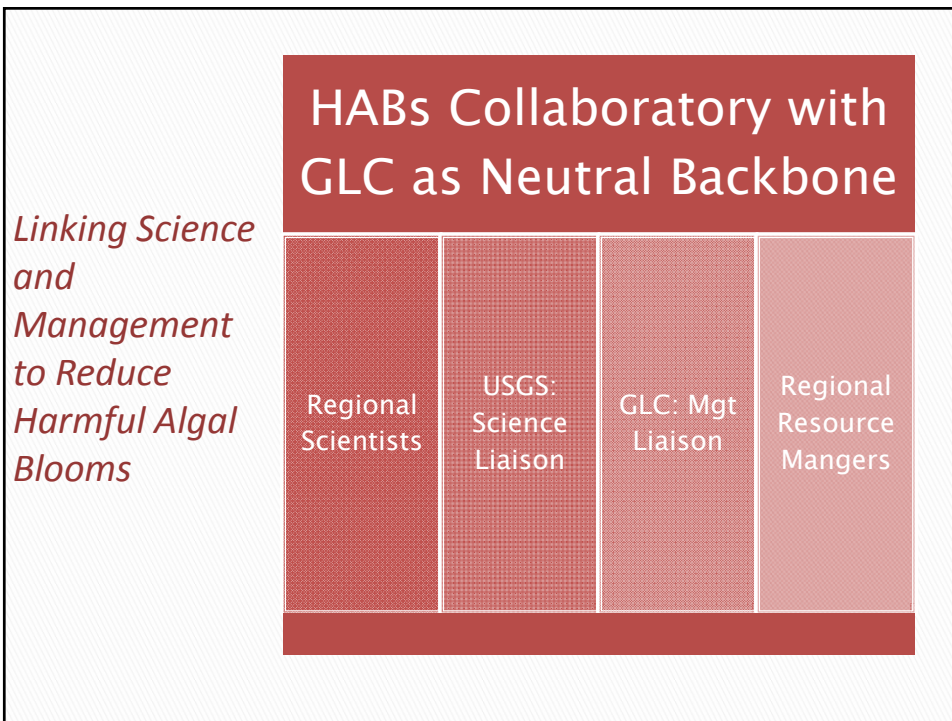 HABs Collaboratory with
GLC as Neutral Backbone
Linking Science
and
Management
to Reduce
Harmful Algal
Blooms
Regional
Scientists
USGS:
Science
Liaison
GLC: Mgt
Liaison
Regional
Resource
Mangers